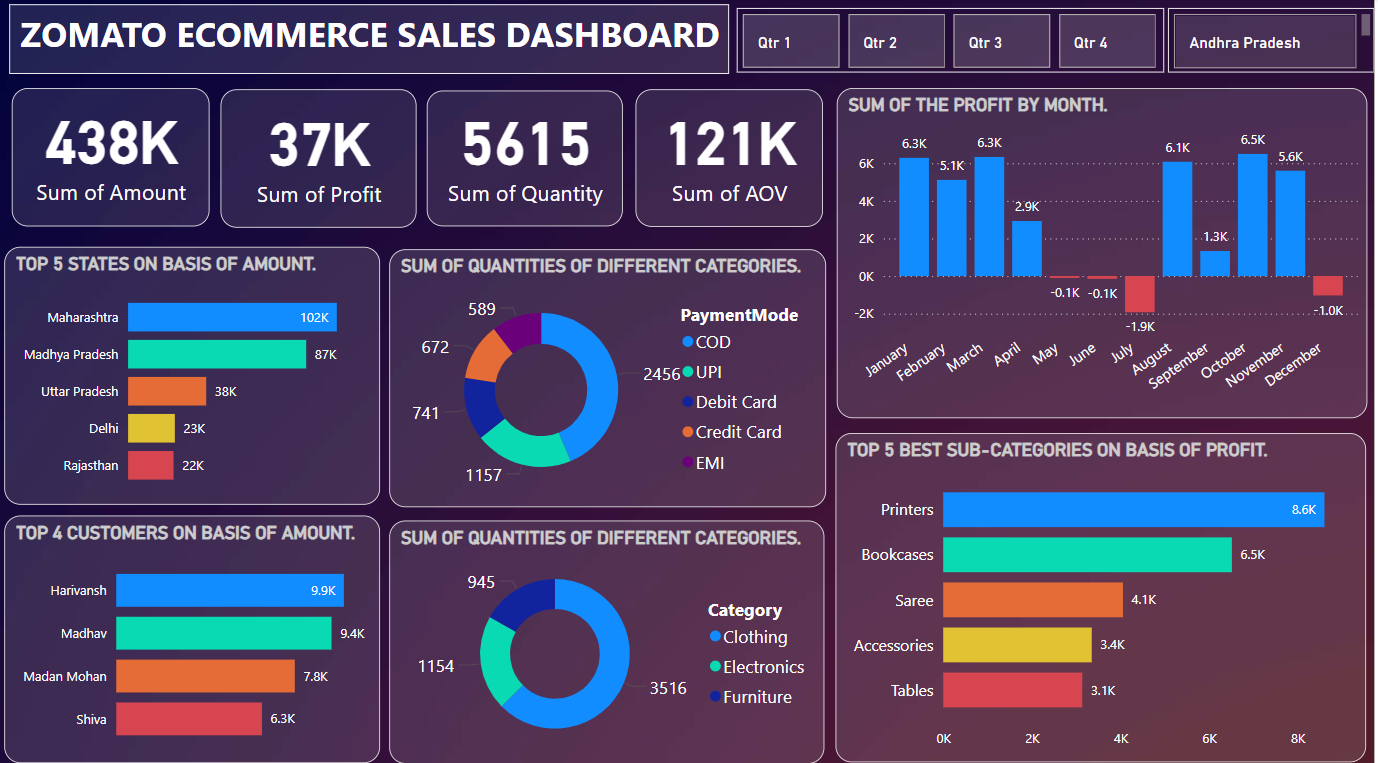 ZOMATO ECOMMERCE SALES DASHBOARD
Qtr 1
Qtr 2
Qtr 3
Qtr 4
Andhra Pradesh
438K
Sum of Amount
37K
Sum of Profit
5615
Sum of Quantity
121K
Sum of AOV
SUM OF THE PROFIT BY MONTH.
6K
4K
2K
0K
-2K
6.3K
5.1K
6.3K
2.9K
-0.1K
-0.1K
-1.9K
6.1K
1.3K
6.5K
5.6K
-1.0K
January
February
March
April
May
June
July
August
September
October
November
December
TOP 5 STATES ON BASIS OF AMOUNT.
Maharashtra 102K
Madhya Pradesh 87K
Uttar Pradesh 38K
Delhi 23K
Rajasthan 22K
SUM OF QUANTITIES OF DIFFERENT CATEGORIES.
589
672
741
1157
2456
PaymentMode
COD
UPI
Debit Card
Credit Card
EMI
TOP 5 BEST SUB-CATEGORIES ON BASIS OF PROFIT.
Printers 8.6K
Bookcases 6.5K
Saree 4.1K
Accessories 3.4K
Tables 3.1K
0K 2K 4K 6K 8K
TOP 4 CUSTOMERS ON BASIS OF AMOUNT.
Harivansh 9.9K
Madhav 9.4K
Madan Mohan 7.8K
Shiva 6.3K
SUM OF QUANTITIES OF DIFFERENT CATEGORIES.
945
1154
3516
Category
Clothing
Electronics
Furniture